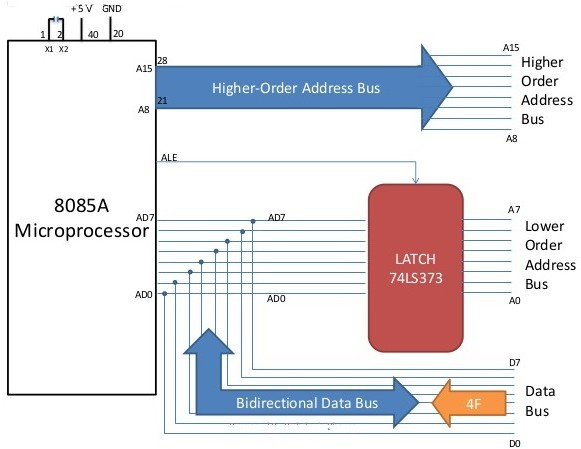 +5 V GND
1 2 40 20
X1 X2
A15 28
A8 21
Higher-Order Address Bus
A15
Higher
Order
Address
Bus
A8
ALE
8085A
Microprocessor
AD7
AD7
AD0
AD0
LATCH
74LS373
A7
Lower
Order
Address
Bus
A0
D7
Data
Bus
D0
Bidirectional Data Bus
4F